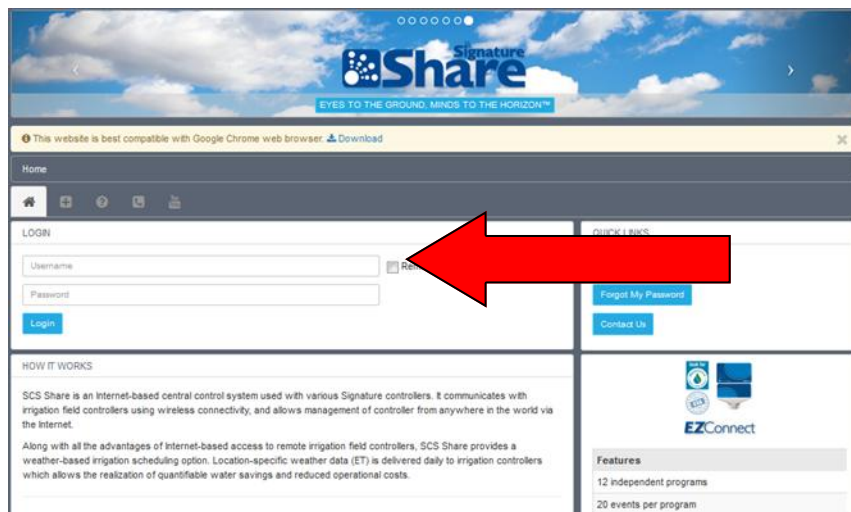 Signature
Share
EYES TO THE GROUND, MINDS TO THE HORIZON™
This website is best compatible with Google Chrome web browser. Download
Home
LOGIN
Username
Password
Login
QUICK LINKS
Forgot My Password
Contact Us
HOW IT WORKS
SCS Share is an Internet-based central control system used with various Signature controllers. It communicates with
irrigation field controllers using wireless connectivity, and allows management of controller from anywhere in the world via
the Internet.
Along with all the advantages of Internet-based access to remote irrigation field controllers, SCS Share provides a
weather-based irrigation scheduling option. Location-specific weather data (ET) is delivered daily to irrigation controllers
which allows the realization of quantifiable water savings and reduced operational costs.
EZConnect
Features
12 independent programs
20 events per program